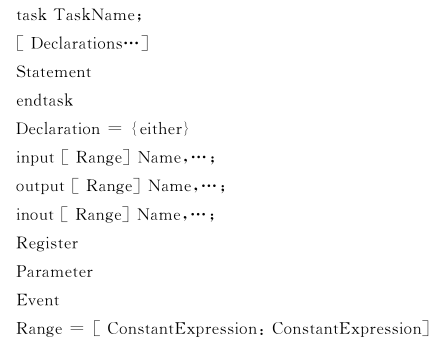 task TaskName;
[ Declarations…]
Statement
endtask
Declaration = {either}
input [ Range] Name,…;
output [ Range] Name,…;
inout [ Range] Name,…;
Register
Parameter
Event
Range = [ ConstantExpression: ConstantExpression]